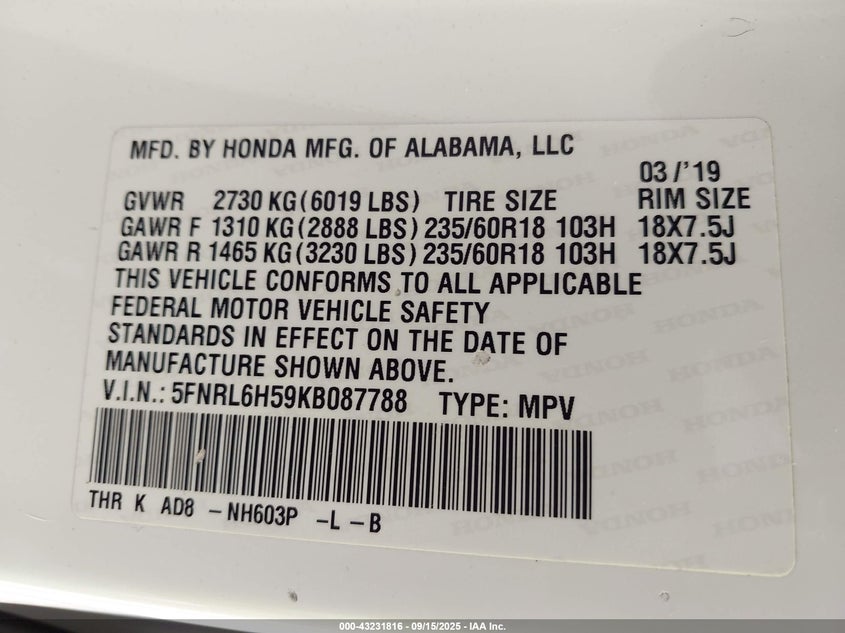 MFD. BY HONDA MFG. OF ALABAMA, LLC
03/'19
GVWR 2730 KG(6019 LBS) TIRE SIZE RIM SIZE
GAWR F 1310 KG(2888 LBS) 235/60R18 103H 18X7.5J
GAWR R 1465 KG(3230 LBS) 235/60R18 103H 18X7.5J
THIS VEHICLE CONFORMS TO ALL APPLICABLE
FEDERAL MOTOR VEHICLE SAFETY
STANDARDS IN EFFECT ON THE DATE OF
MANUFACTURE SHOWN ABOVE.
V.I.N.: 5FNRL6H59KB087788 TYPE: MPV
THR K AD8 -NH603P -L -B
000-43231816 - 09/15/2025 - IAA Inc.